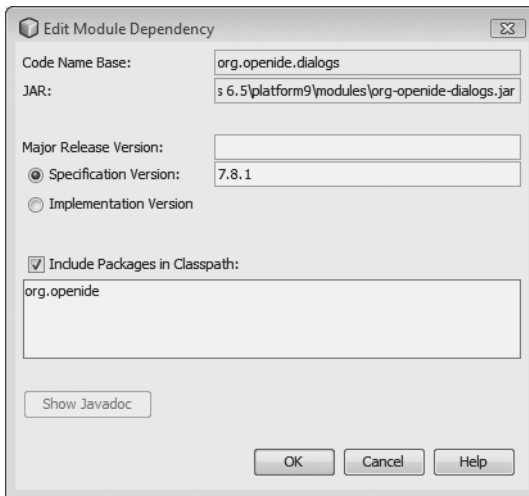 Edit Module Dependency
Code Name Base: org.openide.dialogs
JAR: s 6.5\platform9\modules\org-openide-dialogs.jar
Major Release Version:
Specification Version: 7.8.1
Implementation Version
Include Packages in Classpath:
org.openide
Show Javadoc
OK Cancel Help